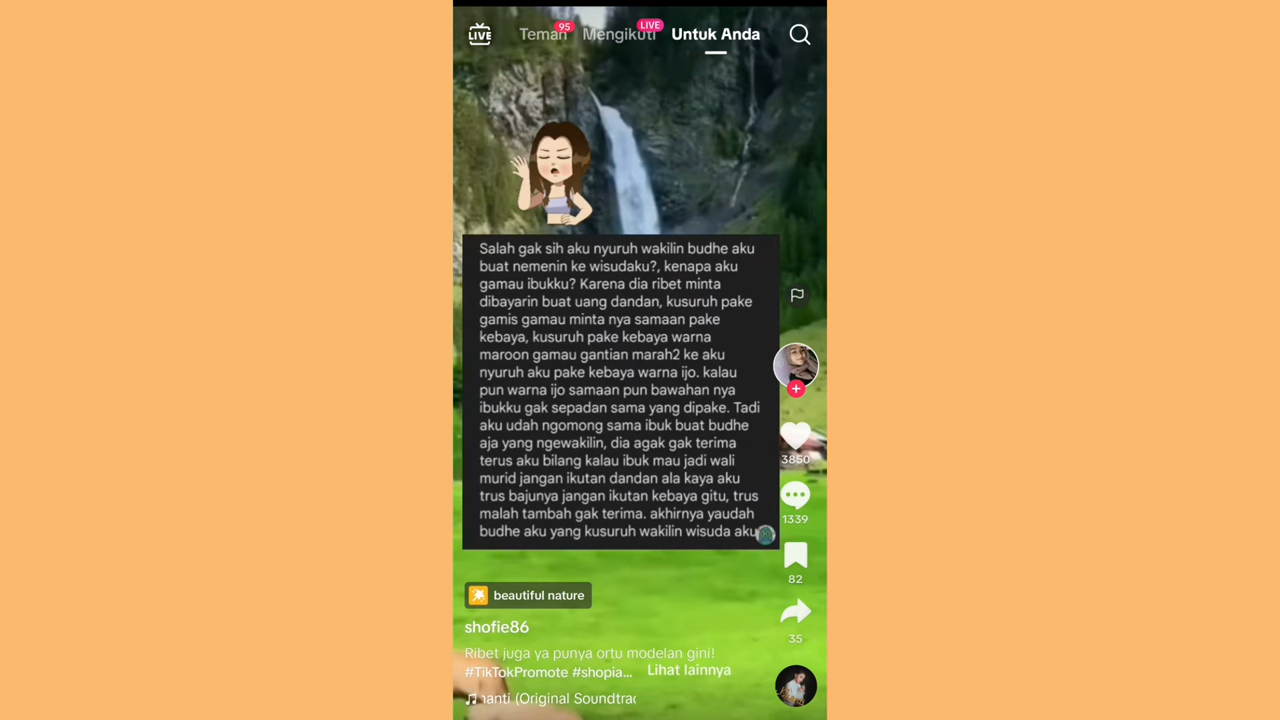 LIVE
Teman
95
Mengikuti
LIVE
Untuk Anda
Salah gak sih aku nyuruh wakilin budhe aku
buat nemenin ke wisudaku?, kenapa aku
gamau ibukku? Karena dia ribet minta
dibayarin buat uang dandan, kusuruh pake
gamis gamau minta nya samaan pake
kebaya, kusuruh pake kebaya warna
maroon gamau gantian marah2 ke aku
nyuruh aku pake kebaya warna ijo. kalau
pun warna ijo samaan pun bawahan nya
ibukku gak sepadan sama yang dipake. Tadi
aku udah ngomong sama ibuk buat budhe
aja yang ngewakilin, dia agak gak terima
terus aku bilang kalau ibuk mau jadi wali
murid jangan ikutan dandan ala kaya aku
trus bajunya jangan ikutan kebaya gitu, trus
malah tambah gak terima. akhirnya yaudah
budhe aku yang kusuruh wakilin wisuda aku
3850
1339
82
35
beautiful nature
shofie86
Ribet juga ya punya ortu modelan gini!
#TikTokPromote #shopia... Lihat lainnya
nanti (Original Soundtrac